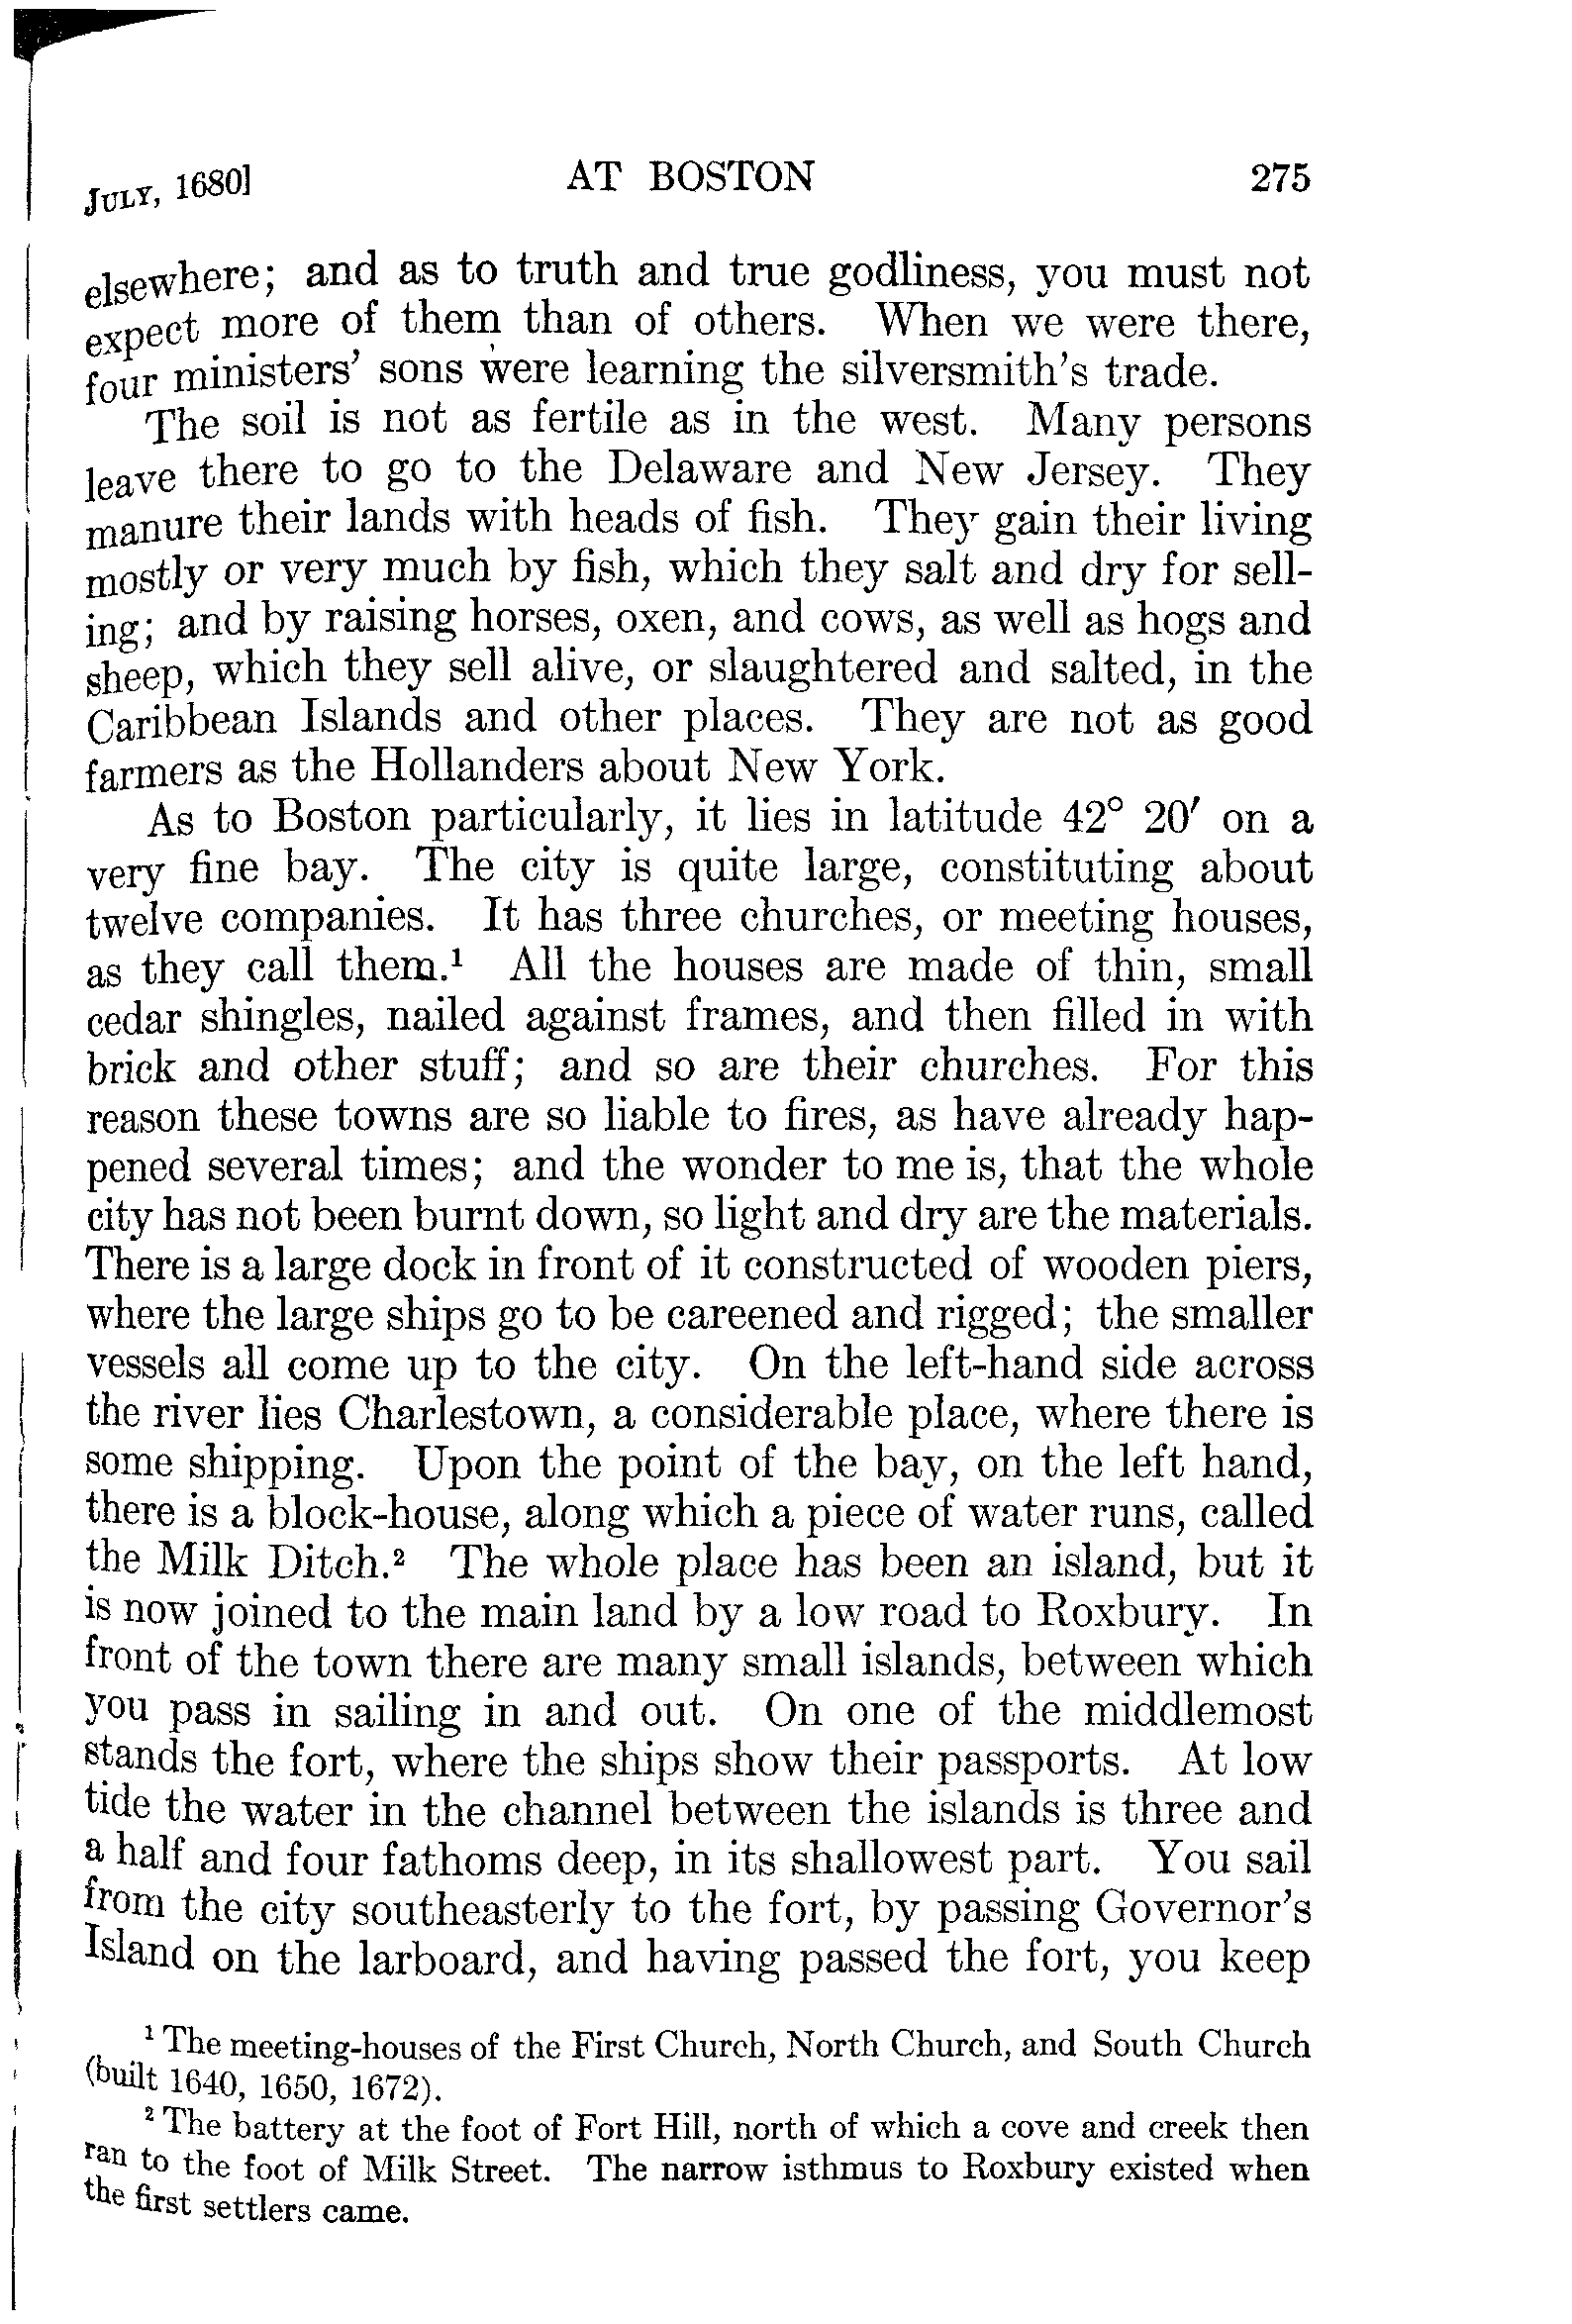 JULY, 1680] AT BOSTON 275
elsewhere; and as to truth and true godliness, you must not
expect more of them than of others. When we were there,
four ministers' sons were learning the silversmith's trade.
The soil is not as fertile as in the west. Many persons
leave there to go to the Delaware and New Jersey. They
manure their lands with heads of fish. They gain their living
mostly or very much by fish, which they salt and dry for sell-
ing; and by raising horses, oxen, and cows, as well as hogs and
sheep, which they sell alive, or slaughtered and salted, in the
Caribbean Islands and other places. They are not as good
farmers as the Hollanders about New York.
As to Boston particularly, it lies in latitude 42° 20′ on a
very fine bay. The city is quite large, constituting about
twelve companies. It has three churches, or meeting houses,
as they call them.¹ All the houses are made of thin, small
cedar shingles, nailed against frames, and then filled in with
brick and other stuff; and so are their churches. For this
reason these towns are so liable to fires, as have already hap-
pened several times; and the wonder to me is, that the whole
city has not been burnt down, so light and dry are the materials.
There is a large dock in front of it constructed of wooden piers,
where the large ships go to be careened and rigged; the smaller
vessels all come up to the city. On the left-hand side across
the river lies Charlestown, a considerable place, where there is
some shipping. Upon the point of the bay, on the left hand,
there is a block-house, along which a piece of water runs, called
the Milk Ditch.² The whole place has been an island, but it
is now joined to the main land by a low road to Roxbury. In
front of the town there are many small islands, between which
you pass in sailing in and out. On one of the middlemost
stands the fort, where the ships show their passports. At low
tide the water in the channel between the islands is three and
a half and four fathoms deep, in its shallowest part. You sail
from the city southeasterly to the fort, by passing Governor's
Island on the larboard, and having passed the fort, you keep
¹ The meeting-houses of the First Church, North Church, and South Church
(built 1640, 1650, 1672).
² The battery at the foot of Fort Hill, north of which a cove and creek then
ran to the foot of Milk Street. The narrow isthmus to Roxbury existed when
the first settlers came.